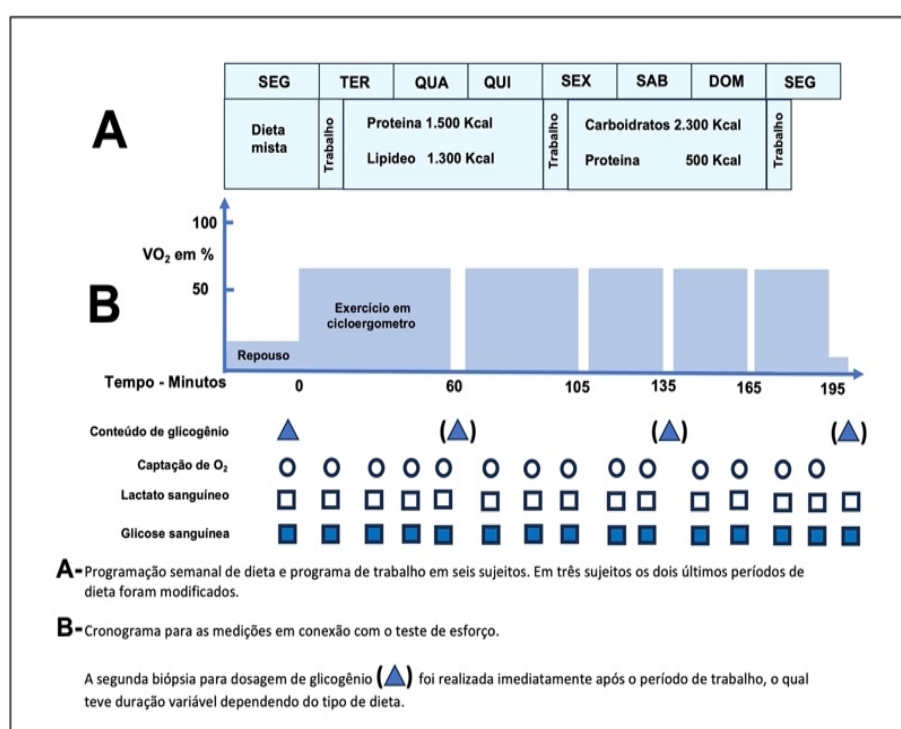 SEG TER QUA QUI SEX SAB DOM SEG
A
Dieta mista
Trabalho
Proteina 1.500 Kcal
Lipídeo 1.300 Kcal
Trabalho
Carboidratos 2.300 Kcal
Proteina 500 Kcal
Trabalho
100
VO₂ em %
50
B
Exercício em
cicloergometro
Repouso
Tempo - Minutos 0 60 105 135 165 195
Conteúdo de glicogênio ( ) ( ) ( )
Captação de O₂
Lactato sanguíneo
Glicose sanguínea
A- Programação semanal de dieta e programa de trabalho em seis sujeitos. Em três sujeitos os dois últimos períodos de
dieta foram modificados.
B- Cronograma para as medições em conexão com o teste de esforço.
A segunda biópsia para dosagem de glicogênio ( ) foi realizada imediatamente após o período de trabalho, o qual
teve duração variável dependendo do tipo de dieta.